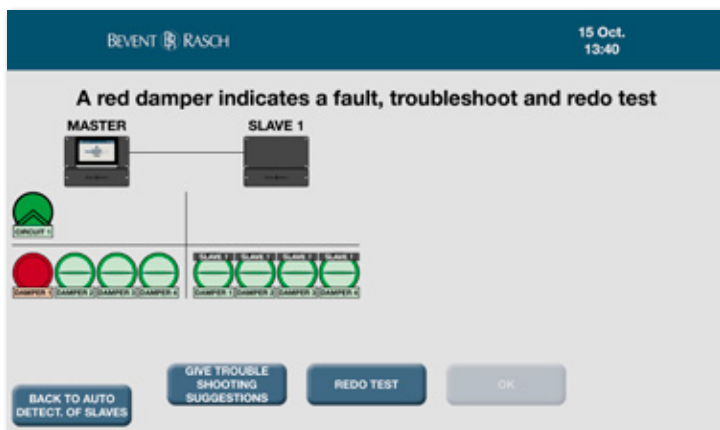 BEVENT RASCH
15 Oct.
13:40
A red damper indicates a fault, troubleshoot and redo test
MASTER
SLAVE 1
CIRCUIT 1
SLAVE 1 SLAVE 1 SLAVE 1 SLAVE 1
DAMPER 1 DAMPER 2 DAMPER 3 DAMPER 4 DAMPER 1 DAMPER 2 DAMPER 3 DAMPER 4
GIVE TROUBLE
SHOOTING
SUGGESTIONS
REDO TEST
OK
BACK TO AUTO
DETECT. OF SLAVES